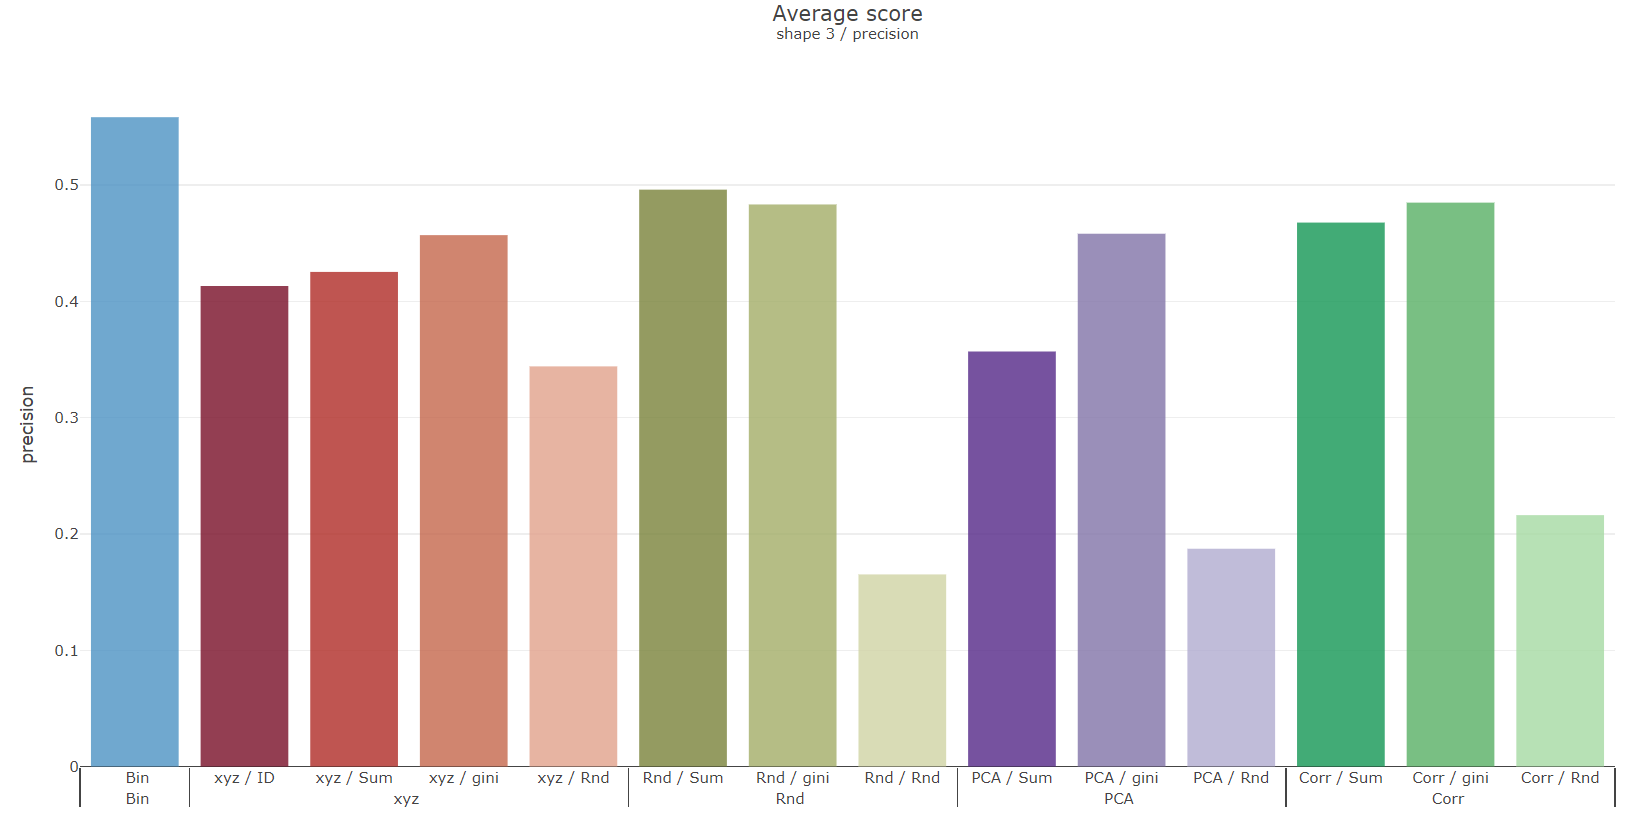 Average score
shape 3 / precision
precision
0.5
0.4
0.3
0.2
0.1
0
Bin xyz / ID xyz / Sum xyz / gini xyz / Rnd Rnd / Sum Rnd / gini Rnd / Rnd PCA / Sum PCA / gini PCA / Rnd Corr / Sum Corr / gini Corr / Rnd
Bin xyz Rnd PCA Corr